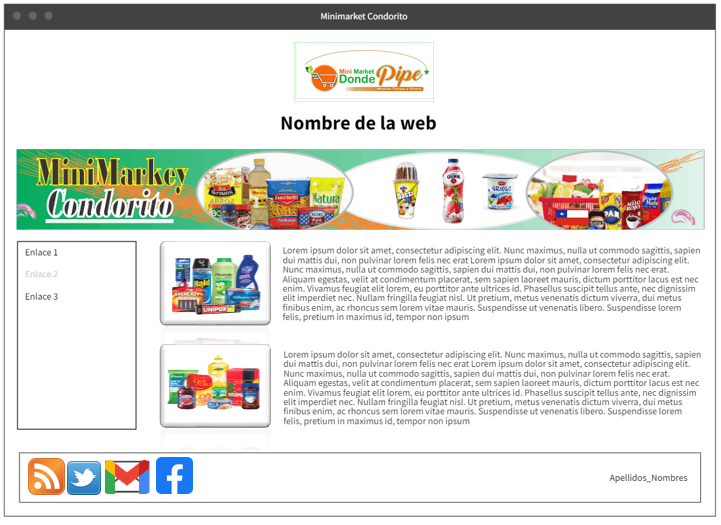 Minimarket Condorito
Mini Market
Donde Pipe
Nombre de la web
MiniMarkey
Condorito
Enlace 1
Enlace 2
Enlace 3
Lorem ipsum dolor sit amet, consectetur adipiscing elit. Nunc maximus, nulla ut commodo sagittis, sapien
dui mattis dui, non pulvinar lorem felis nec erat Lorem ipsum dolor sit amet, consectetur adipiscing elit.
Nunc maximus, nulla ut commodo sagittis, sapien dui mattis dui, non pulvinar lorem felis nec erat.
Aliquam egestas, velit at condimentum placerat, sem sapien laoreet mauris, dictum porttitor lacus est nec
enim. Vivamus feugiat elit lorem, eu porttitor ante ultrices id. Phasellus suscipit tellus ante, nec dignissim
elit imperdiet nec. Nullam fringilla feugiat nisl. Ut pretium, metus venenatis dictum viverra, dui nisi
finibus enim, ac rhoncus sem lorem vitae mauris. Suspendisse ut venenatis libero. Suspendisse lorem
felis, pretium in maximus id, tempor non ipsum
Raid
EVEREADY
UNIPOX
Lorem ipsum dolor sit amet, consectetur adipiscing elit. Nunc maximus, nulla ut commodo sagittis, sapien
dui mattis dui, non pulvinar lorem felis nec erat Lorem ipsum dolor sit amet, consectetur adipiscing elit.
Nunc maximus, nulla ut commodo sagittis, sapien dui mattis dui, non pulvinar lorem felis nec erat.
Aliquam egestas, velit at condimentum placerat, sem sapien laoreet mauris, dictum porttitor lacus est nec
enim. Vivamus feugiat elit lorem, eu porttitor ante ultrices id. Phasellus suscipit tellus ante, nec dignissim
elit imperdiet nec. Nullam fringilla feugiat nisl. Ut pretium, metus venenatis dictum viverra, dui nisi
finibus enim, ac rhoncus sem lorem vitae mauris. Suspendisse ut venenatis libero. Suspendisse lorem
felis, pretium in maximus id, tempor non ipsum
Apellidos_Nombres